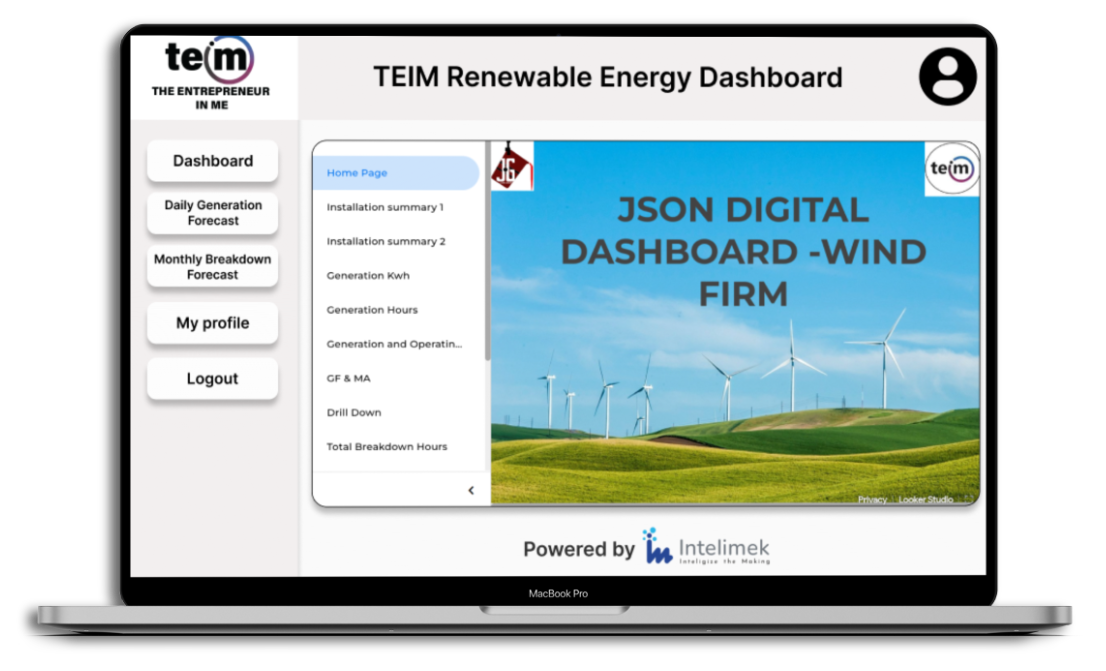 teim
THE ENTREPRENEUR
IN ME
TEIM Renewable Energy Dashboard
Dashboard
Daily Generation
Forecast
Monthly Breakdown
Forecast
My profile
Logout
Home Page
Installation summary 1
Installation summary 2
Generation Kwh
Generation Hours
Generation and Operatin...
GF & MA
Drill Down
Total Breakdown Hours
JG
teim
JSON DIGITAL
DASHBOARD -WIND
FIRM
Privacy
Looker Studio
Powered by
Intelimek
Inteligize the Making
MacBook Pro